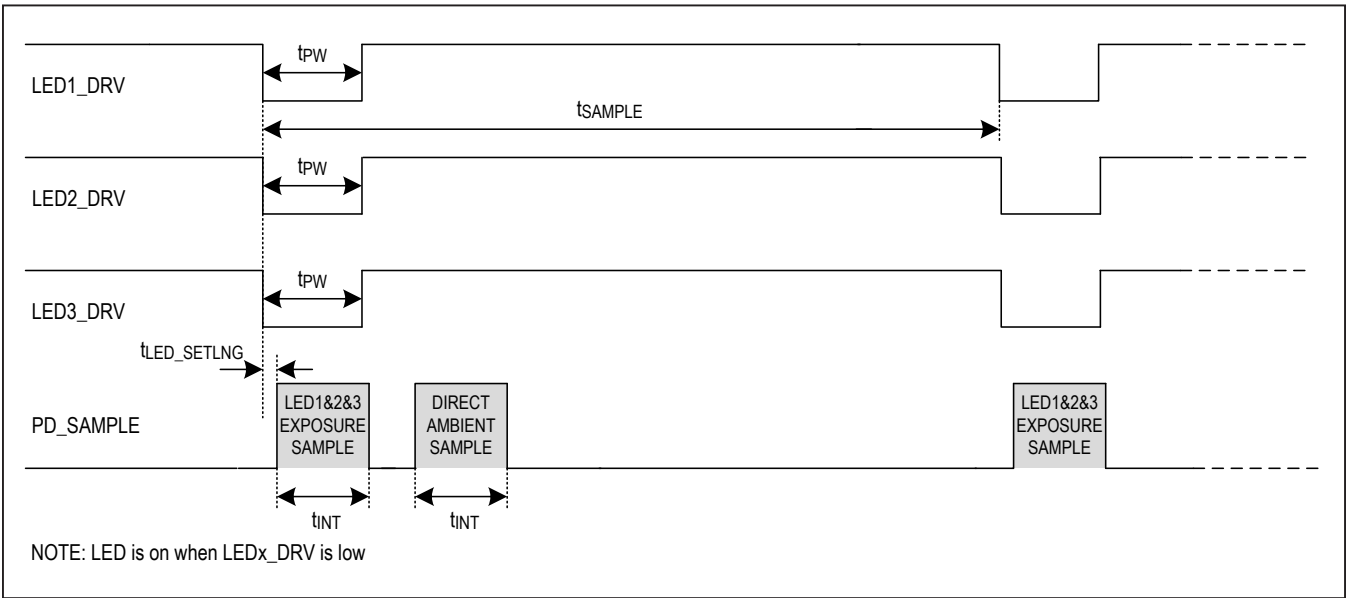 tPW
LED1_DRV
tSAMPLE
tPW
LED2_DRV
tPW
LED3_DRV
tLED_SETLNG
LED1&2&3
EXPOSURE
SAMPLE
DIRECT
AMBIENT
SAMPLE
LED1&2&3
EXPOSURE
SAMPLE
PD_SAMPLE
tINT
tINT
NOTE: LED is on when LEDx_DRV is low